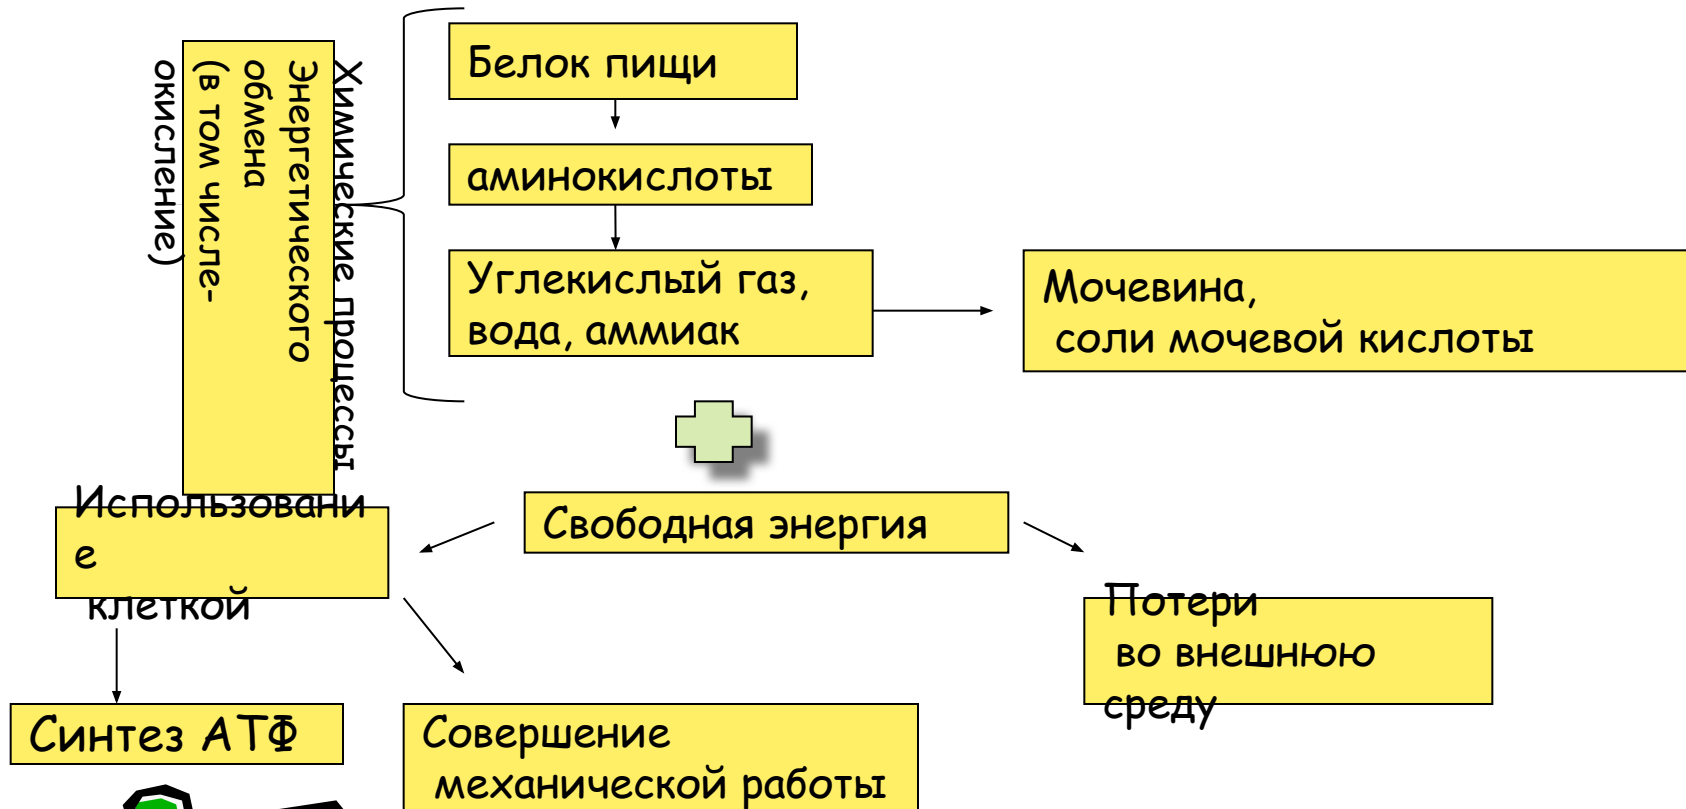 Химические процессы
Энергетического
обмена
(в том числе-
окисление)
Белок пищи
аминокислоты
Углекислый газ,
вода, аммиак
Мочевина,
соли мочевой кислоты
Свободная энергия
Использовани
е
клеткой
Потери
во внешнюю
среду
Синтез АТФ
Совершение
механической работы